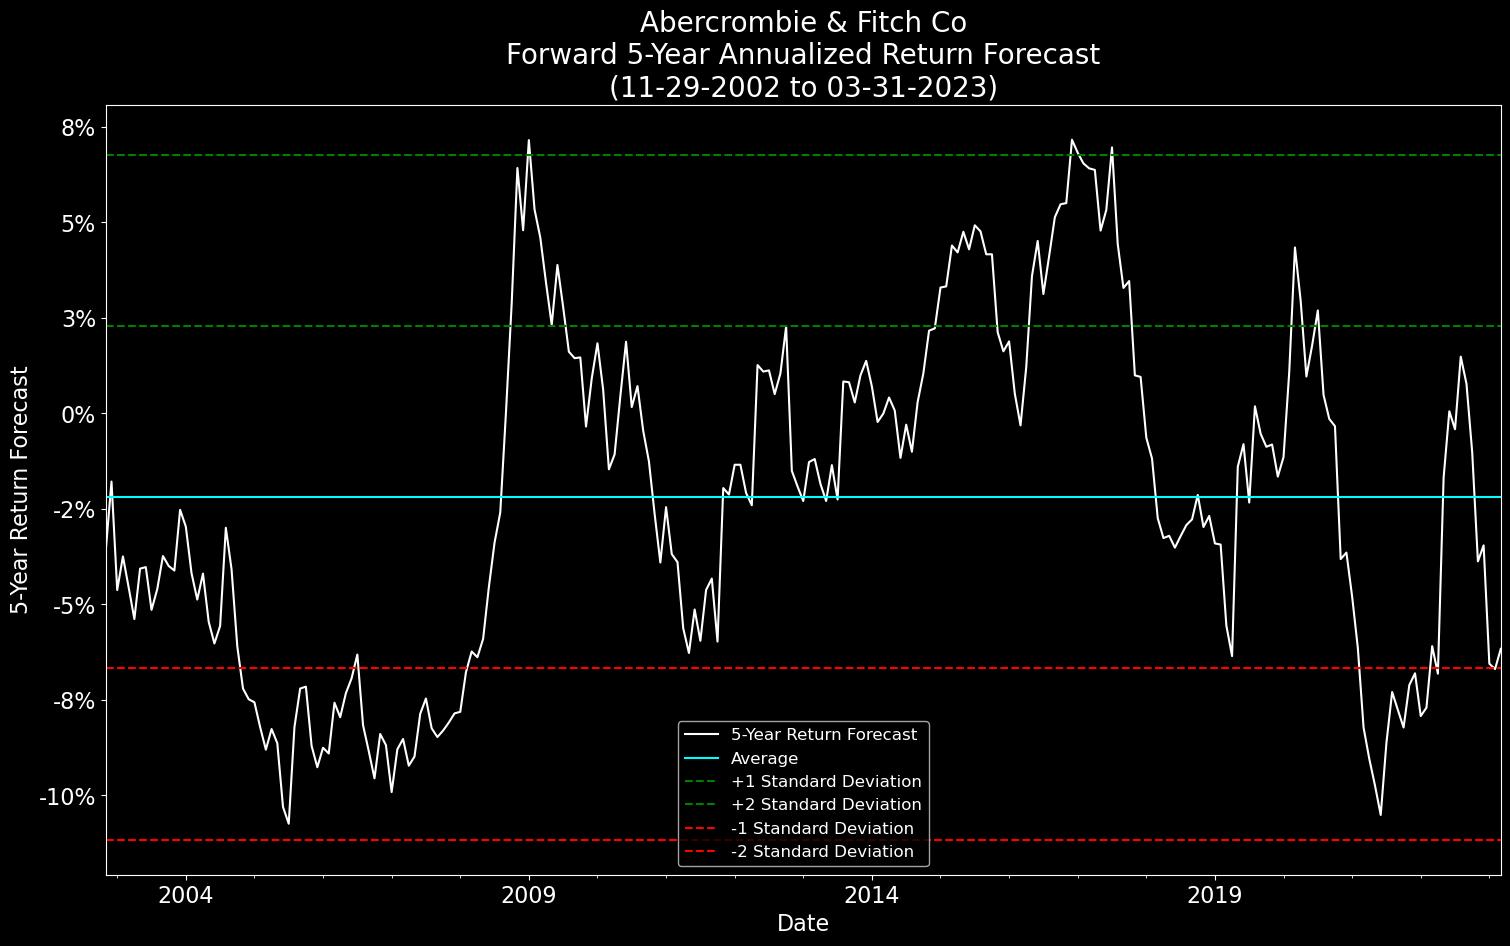 Abercrombie & Fitch Co
Forward 5-Year Annualized Return Forecast
(11-29-2002 to 03-31-2023)
5-Year Return Forecast
8%
5%
3%
0%
-2%
-5%
-8%
-10%
5-Year Return Forecast
Average
+1 Standard Deviation
+2 Standard Deviation
-1 Standard Deviation
-2 Standard Deviation
2004
2009
2014
2019
Date